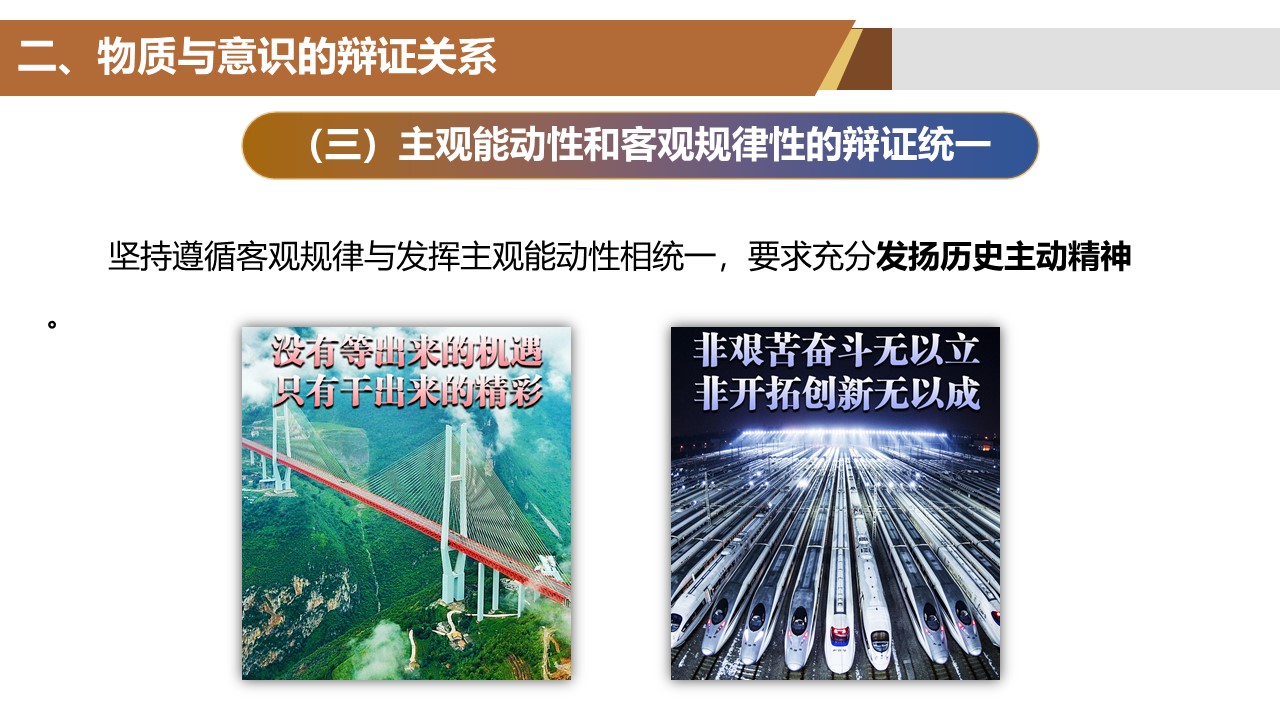 二、物质与意识的辩证关系
（三）主观能动性和客观规律性的辩证统一
坚持遵循客观规律与发挥主观能动性相统一，要求充分发扬历史主动精神
。
没有等出来的机遇
只有干出来的精彩
非艰苦奋斗无以立
非开拓创新无以成